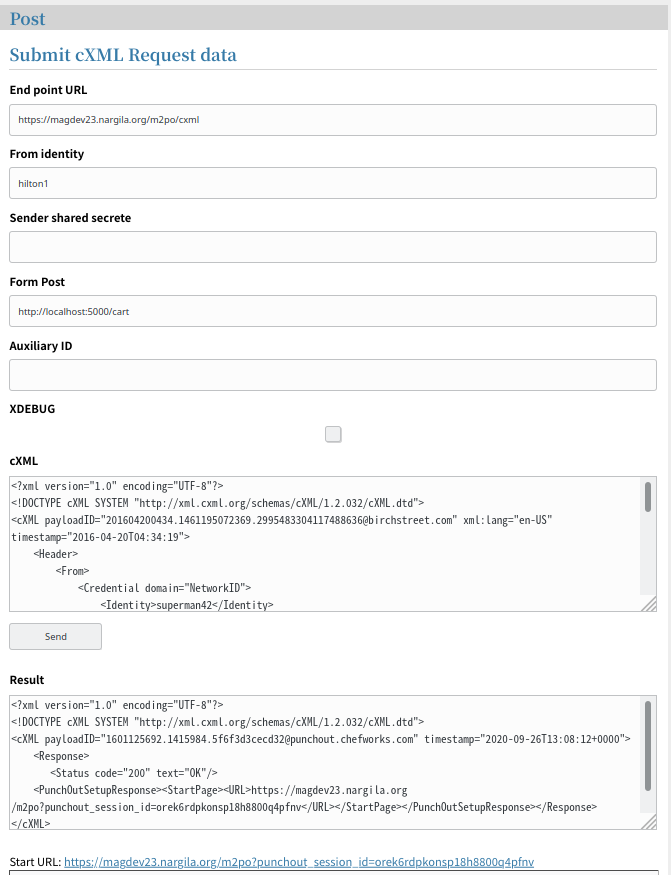 Post
Submit cXML Request data
End point URL
https://magdev23.nargila.org/m2po/cxml
From identity
hilton1
Sender shared secrete
Form Post
http://localhost:5000/cart
Auxiliary ID
XDEBUG
cXML
<?xml version="1.0" encoding="UTF-8"?>
<!DOCTYPE cXML SYSTEM "http://xml.cxml.org/schemas/cXML/1.2.032/cXML.dtd">
<cXML payloadID="201604200434.1461195072369.2995483304117488636@birchstreet.com" xml:lang="en-US"
timestamp="2016-04-20T04:34:19">
<Header>
<From>
<Credential domain="NetworkID">
<Identity>superman42</Identity>
Send
Result
<?xml version="1.0" encoding="UTF-8"?>
<!DOCTYPE cXML SYSTEM "http://xml.cxml.org/schemas/cXML/1.2.032/cXML.dtd">
<cXML payloadID="1601125692.1415984.5f6f3d3cecd32@punchout.chefworks.com" timestamp="2020-09-26T13:08:12+0000">
<Response>
<Status code="200" text="OK"/>
<PunchOutSetupResponse><StartPage><URL>https://magdev23.nargila.org
/m2po?punchout_session_id=orek6rdpkonsp18h8800q4pfnv</URL></StartPage></PunchOutSetupResponse></Response>
</cXML>
Start URL: https://magdev23.nargila.org/m2po?punchout_session_id=orek6rdpkonsp18h8800q4pfnv